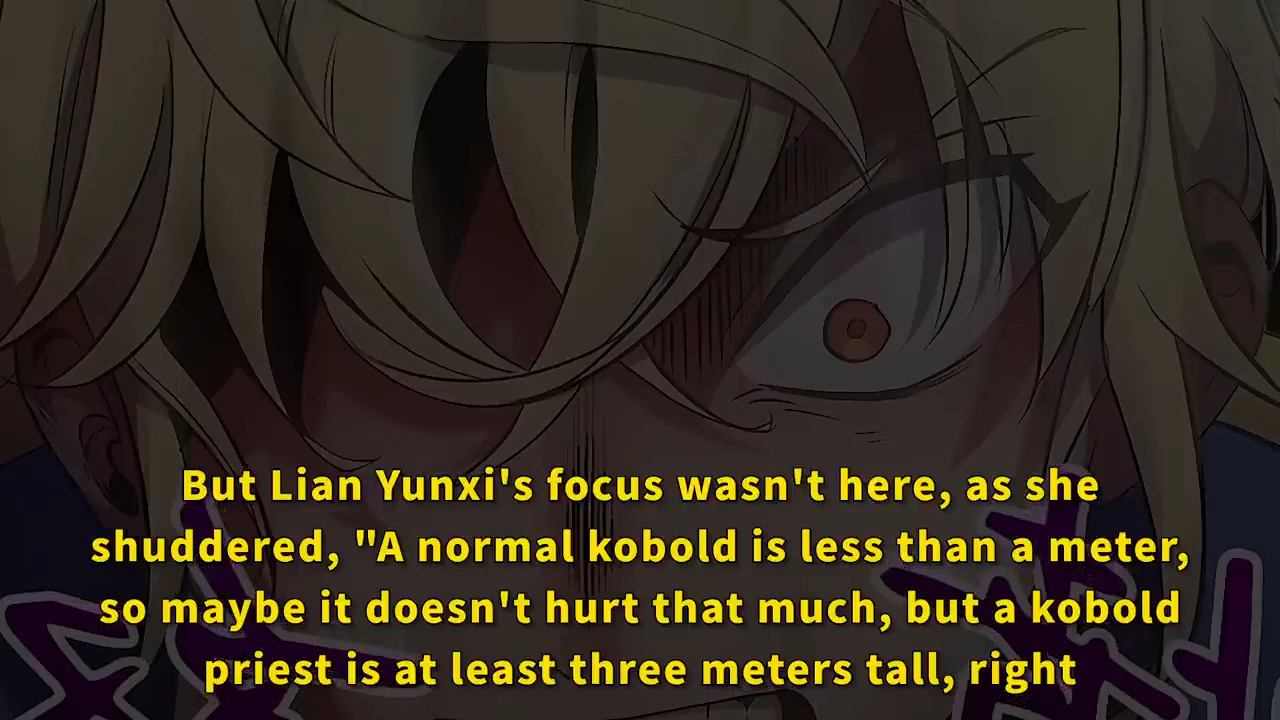 But Lian Yunxi's focus wasn't here, as she
shuddered, "A normal kobold is less than a meter,
so maybe it doesn't hurt that much, but a kobold
priest is at least three meters tall, right